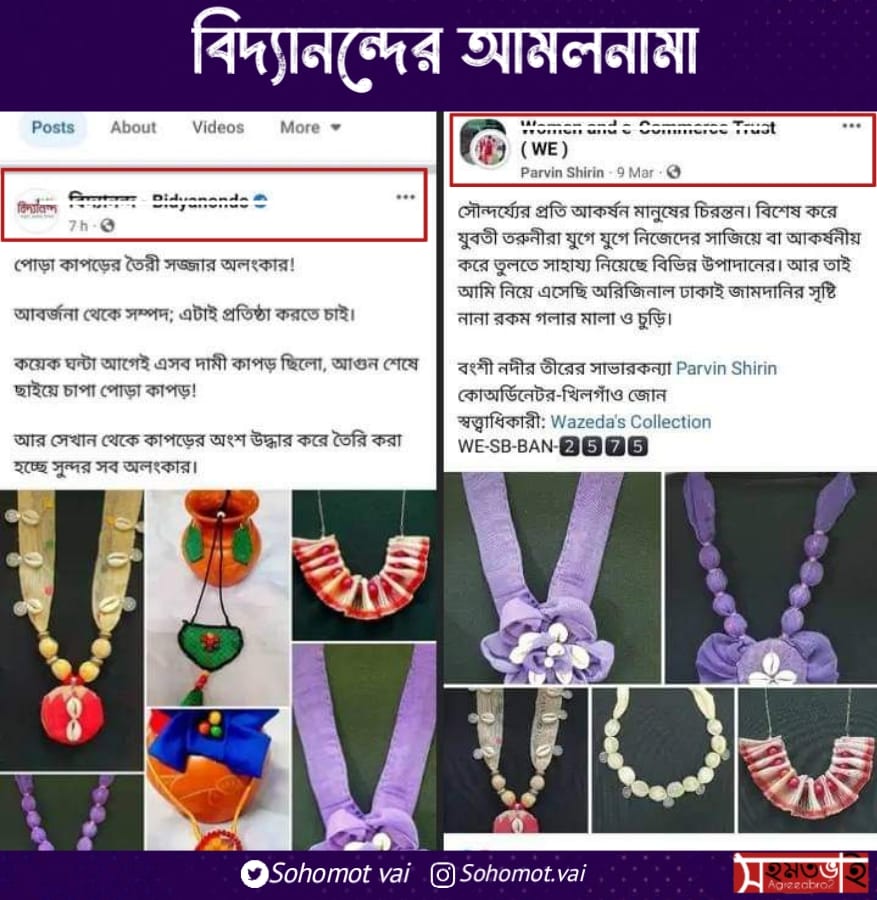 বিদ্যানন্দের আমলনামা
Posts About Videos More
বিদ্যানন্দ
বিদ্যানন্দ - Bidyanondo
7 h
পোড়া কাপড়ের তৈরী সজ্জার অলংকার!
আবর্জনা থেকে সম্পদ; এটাই প্রতিষ্ঠা করতে চাই।
কয়েক ঘন্টা আগেই এসব দামী কাপড় ছিলো, আগুন শেষে
ছাইয়ে চাপা পোড়া কাপড়!
আর সেখান থেকে কাপড়ের অংশ উদ্ধার করে তৈরি করা
হচ্ছে সুন্দর সব অলংকার।
Women and e-Commerce Trust
( WE )
Parvin Shirin · 9 Mar
সৌন্দর্য্যের প্রতি আকর্ষন মানুষের চিরন্তন। বিশেষ করে
যুবতী তরুনীরা যুগে যুগে নিজেদের সাজিয়ে বা আকর্ষনীয়
করে তুলতে সাহায্য নিয়েছে বিভিন্ন উপাদানের। আর তাই
আমি নিয়ে এসেছি অরিজিনাল ঢাকাই জামদানির সৃষ্টি
নানা রকম গলার মালা ও চুড়ি।
বংশী নদীর তীরের সাভারকন্যা Parvin Shirin
কোঅর্ডিনেটর-খিলগাঁও জোন
স্বত্ত্বাধিকারী: Wazeda's Collection
WE-SB-BAN-2575
Sohomot vai Sohomot.vai
সহমতভাই
Agreeabro2